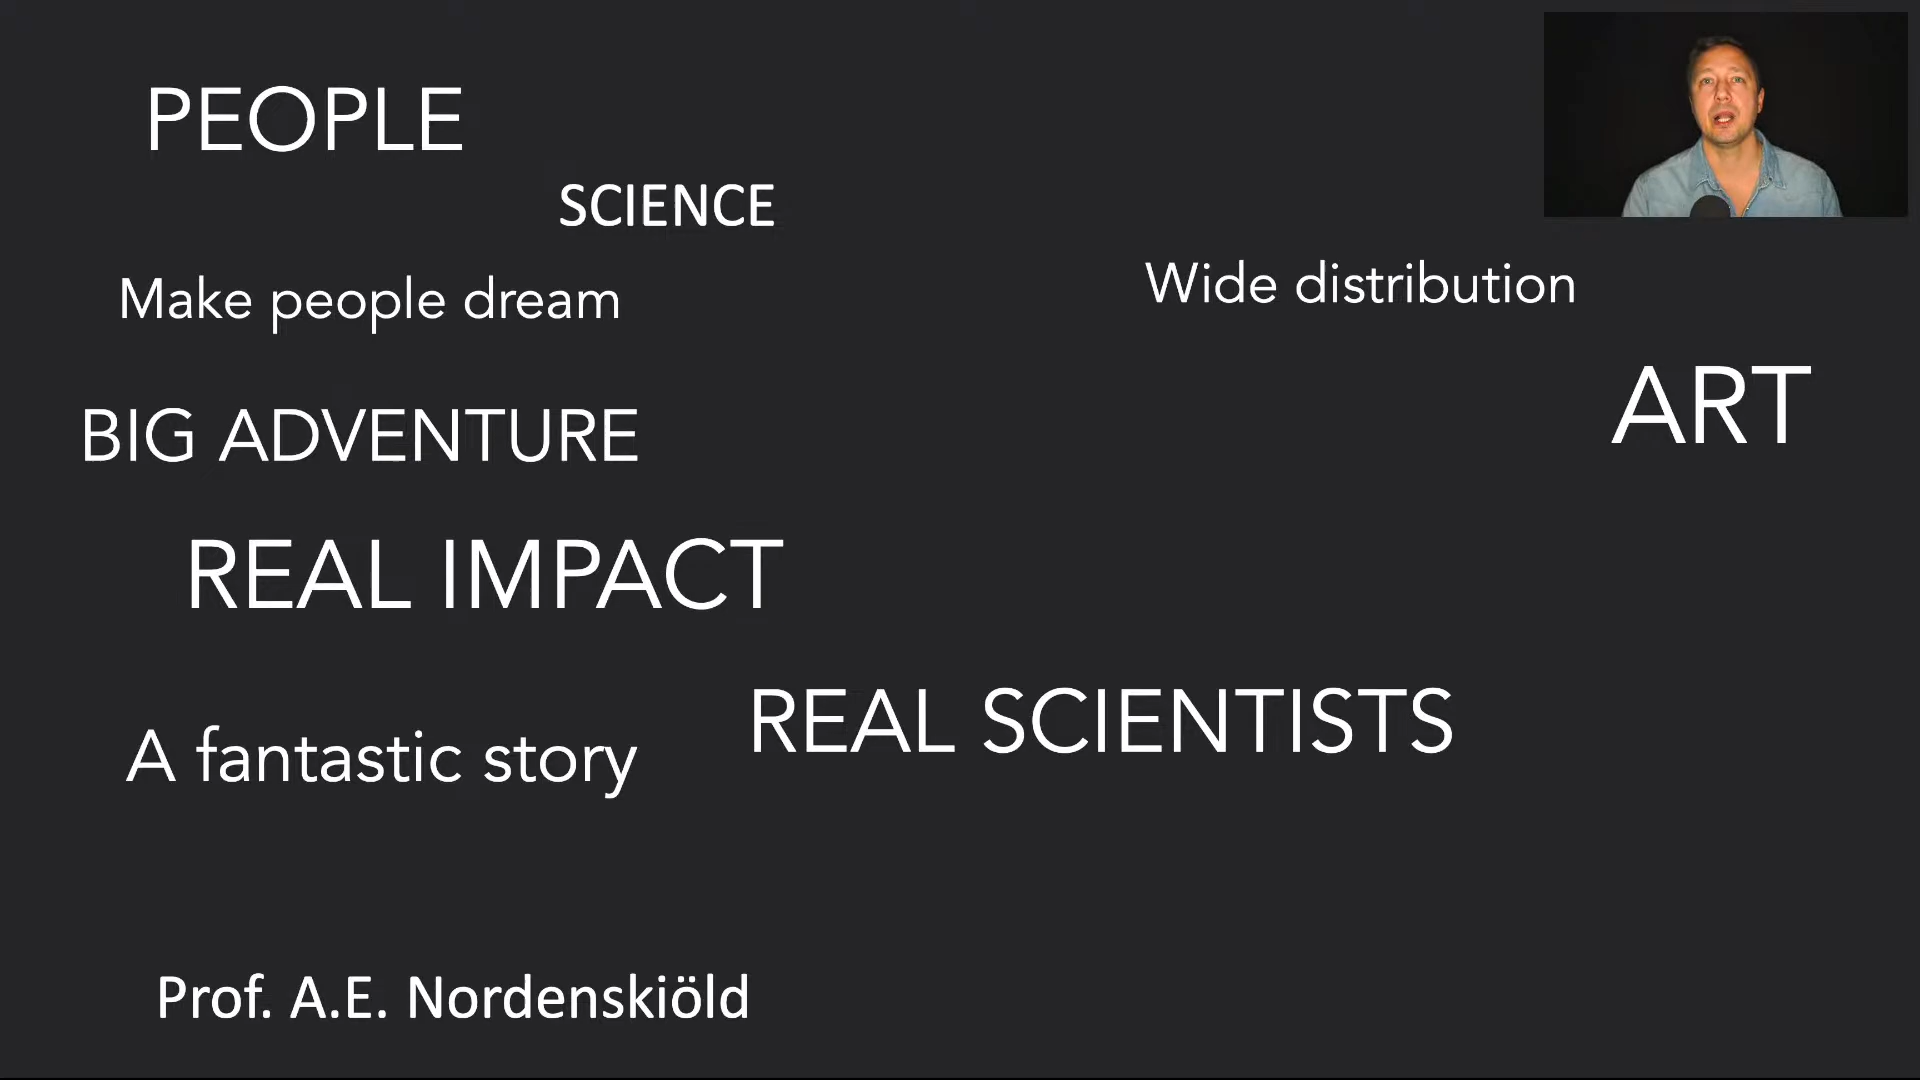 PEOPLE
SCIENCE
Make people dream
Wide distribution
ART
BIG ADVENTURE
REAL IMPACT
REAL SCIENTISTS
A fantastic story
Prof. A.E. Nordenskiöld